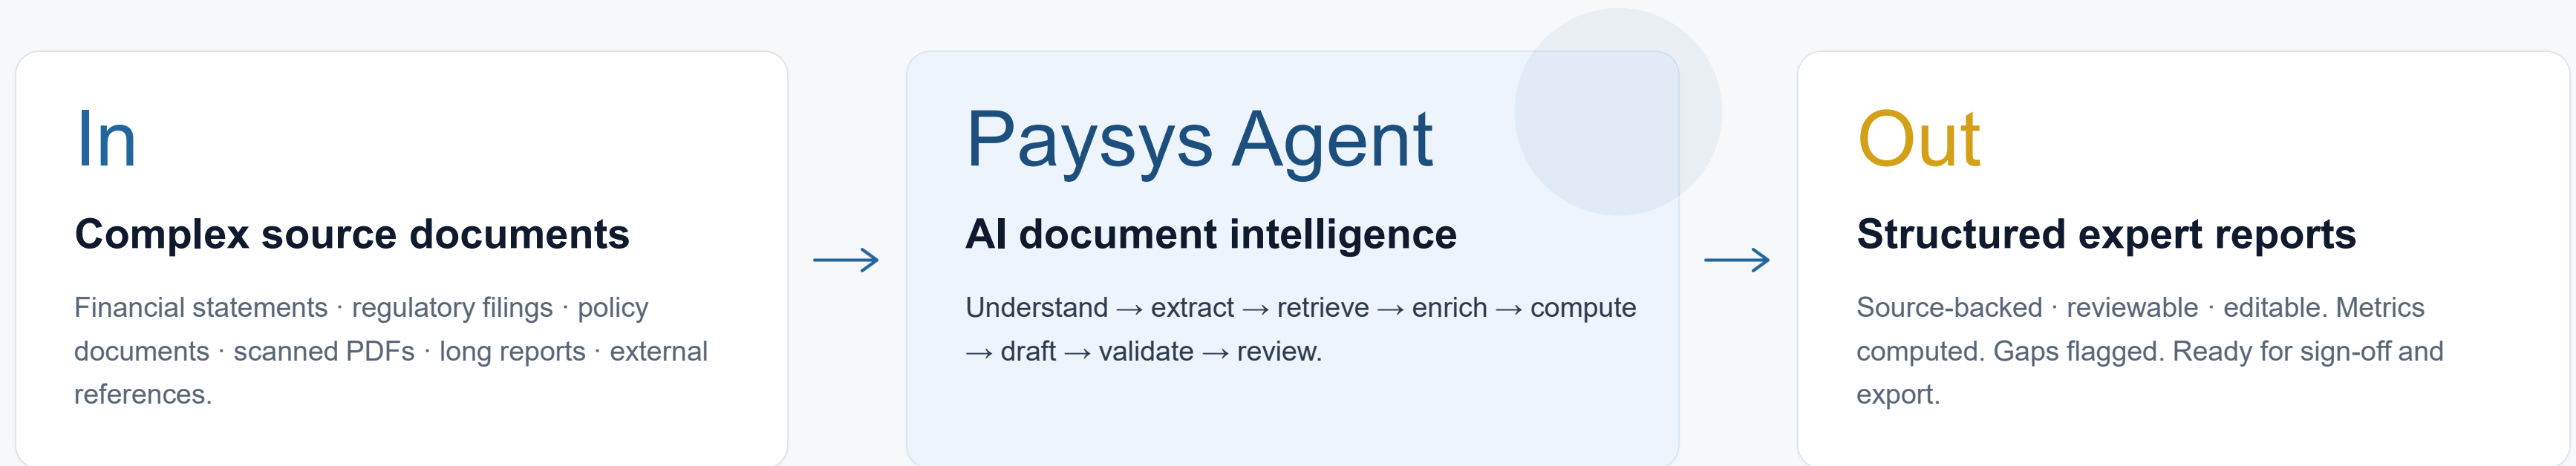 In
Complex source documents
Financial statements · regulatory filings · policy
documents · scanned PDFs · long reports · external
references.
Paysys Agent
AI document intelligence
Understand → extract → retrieve → enrich → compute
→ draft → validate → review.
Out
Structured expert reports
Source-backed · reviewable · editable. Metrics
computed. Gaps flagged. Ready for sign-off and
export.